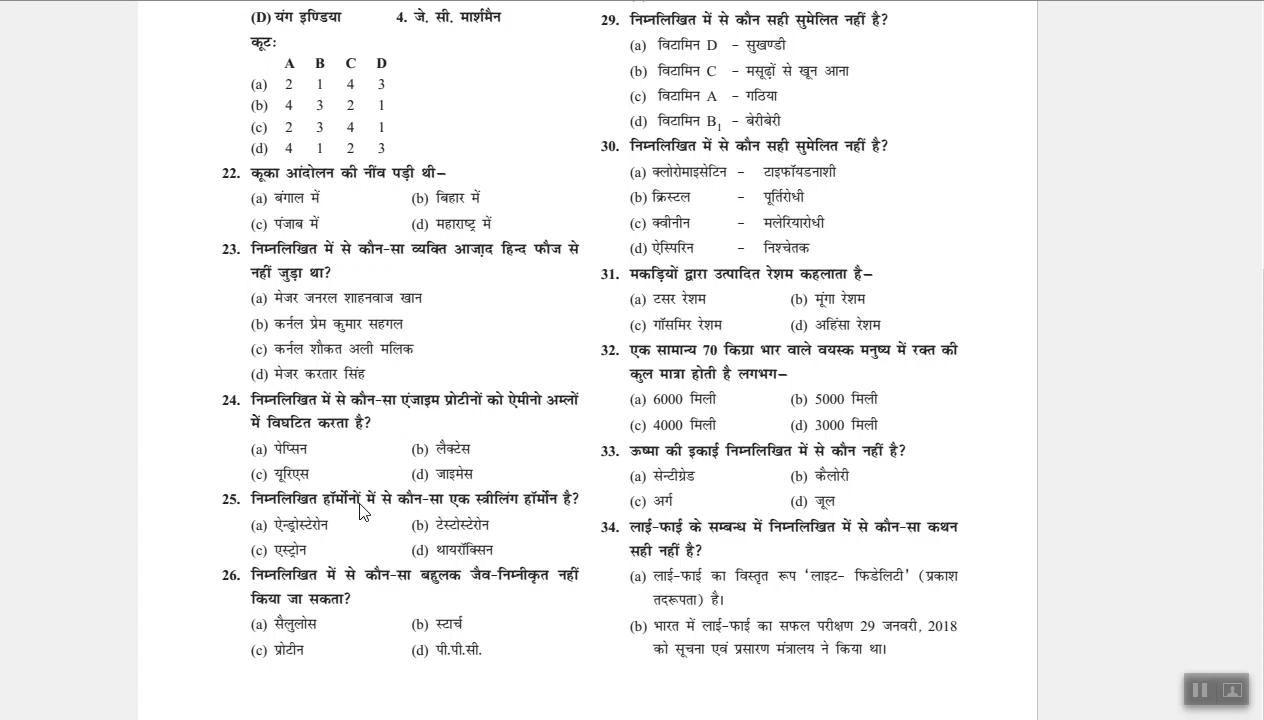 (D) यंग इण्डिया 4. जे. सी. मार्शमैन
कूटः
A B C D
(a) 2 1 4 3
(b) 4 3 2 1
(c) 2 3 4 1
(d) 4 1 2 3
22. कूका आंदोलन की नींव पड़ी थी–
(a) बंगाल में (b) बिहार में
(c) पंजाब में (d) महाराष्ट्र में
23. निम्नलिखित में से कौन-सा व्यक्ति आजा़द हिन्द फौज से
नहीं जुड़ा था?
(a) मेजर जनरल शाहनवाज खान
(b) कर्नल प्रेम कुमार सहगल
(c) कर्नल शौकत अली मलिक
(d) मेजर करतार सिंह
24. निम्नलिखित में से कौन-सा एंजाइम प्रोटीनों को ऐमीनो अम्लों
में विघटित करता है?
(a) पेप्सिन (b) लैक्टेस
(c) यूरिएस (d) जाइमेस
25. निम्नलिखित हॉर्मोनों में से कौन-सा एक स्त्रीलिंग हॉर्मोन है?
(a) ऐन्ड्रोस्टेरोन (b) टेस्टोस्टेरोन
(c) एस्ट्रोन (d) थायरॉक्सिन
26. निम्नलिखित में से कौन-सा बहुलक जैव-निम्नीकृत नहीं
किया जा सकता?
(a) सैलुलोस (b) स्टार्च
(c) प्रोटीन (d) पी.पी.सी.
29. निम्नलिखित में से कौन सही सुमेलित नहीं है?
(a) विटामिन D – सुखण्डी
(b) विटामिन C – मसूढ़ों से खून आना
(c) विटामिन A – गठिया
(d) विटामिन B1 – बेरीबेरी
30. निम्नलिखित में से कौन सही सुमेलित नहीं है?
(a) क्लोरोमाइसेटिन – टाइफॉयडनाशी
(b) क्रिस्टल – पूर्तिरोधी
(c) क्वीनीन – मलेरियारोधी
(d) ऐस्पिरिन – निश्चेतक
31. मकड़ियों द्वारा उत्पादित रेशम कहलाता है–
(a) टसर रेशम (b) मूंगा रेशम
(c) गॉसमिर रेशम (d) अहिंसा रेशम
32. एक सामान्य 70 किग्रा भार वाले वयस्क मनुष्य में रक्त की
कुल मात्रा होती है लगभग–
(a) 6000 मिली (b) 5000 मिली
(c) 4000 मिली (d) 3000 मिली
33. ऊष्मा की इकाई निम्नलिखित में से कौन नहीं है?
(a) सेन्टीग्रेड (b) कैलोरी
(c) अर्ग (d) जूल
34. लाई-फाई के सम्बन्ध में निम्नलिखित में से कौन-सा कथन
सही नहीं है?
(a) लाई-फाई का विस्तृत रूप ‘लाइट- फिडेलिटी’ (प्रकाश
तदरूपता) है।
(b) भारत में लाई-फाई का सफल परीक्षण 29 जनवरी, 2018
को सूचना एवं प्रसारण मंत्रालय ने किया था।